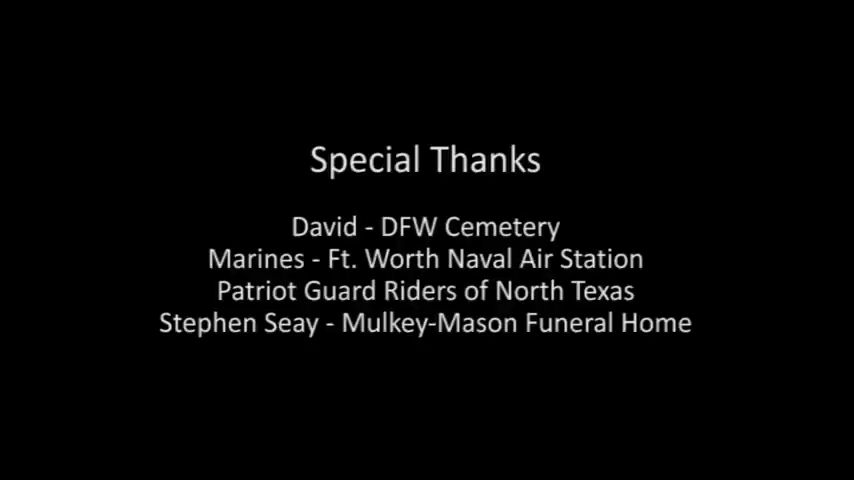 Special Thanks
David - DFW Cemetery
Marines - Ft. Worth Naval Air Station
Patriot Guard Riders of North Texas
Stephen Seay - Mulkey-Mason Funeral Home